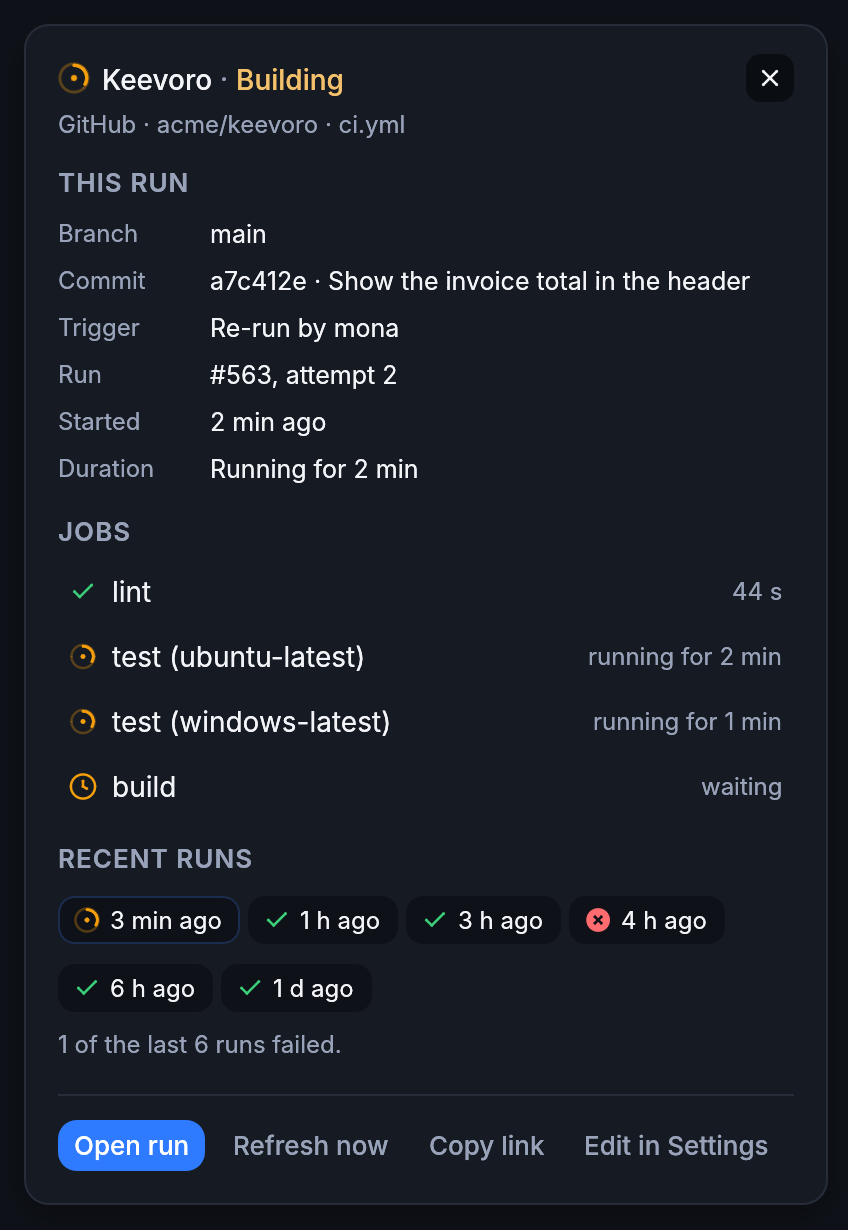 Keevoro · Building
GitHub · acme/keevoro · ci.yml
THIS RUN
Branch main
Commit a7c412e · Show the invoice total in the header
Trigger Re-run by mona
Run #563, attempt 2
Started 2 min ago
Duration Running for 2 min
JOBS
lint 44 s
test (ubuntu-latest) running for 2 min
test (windows-latest) running for 1 min
build waiting
RECENT RUNS
3 min ago 1 h ago 3 h ago 4 h ago
6 h ago 1 d ago
1 of the last 6 runs failed.
Open run Refresh now Copy link Edit in Settings